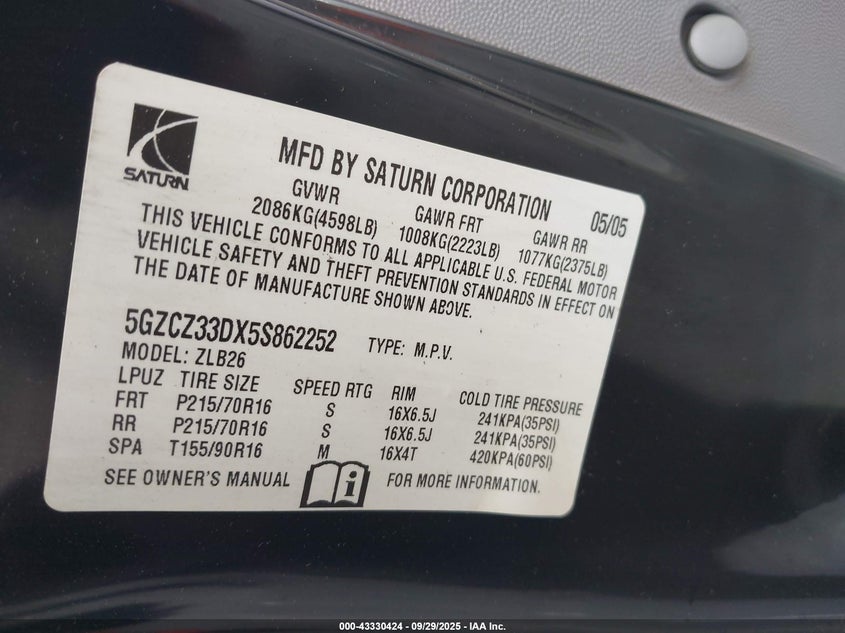 SATURN
MFD BY SATURN CORPORATION 05/05
GVWR GAWR FRT GAWR RR
2086KG(4598LB) 1008KG(2223LB) 1077KG(2375LB)
THIS VEHICLE CONFORMS TO ALL APPLICABLE U.S. FEDERAL MOTOR
VEHICLE SAFETY AND THEFT PREVENTION STANDARDS IN EFFECT ON
THE DATE OF MANUFACTURE SHOWN ABOVE.
5GZCZ33DX5S862252 TYPE: M.P.V.
MODEL: ZLB26
LPUZ TIRE SIZE SPEED RTG RIM COLD TIRE PRESSURE
FRT P215/70R16 S 16X6.5J 241KPA(35PSI)
RR P215/70R16 S 16X6.5J 241KPA(35PSI)
SPA T155/90R16 M 16X4T 420KPA(60PSI)
SEE OWNER'S MANUAL i FOR MORE INFORMATION.
000-43330424 - 09/29/2025 - IAA Inc.